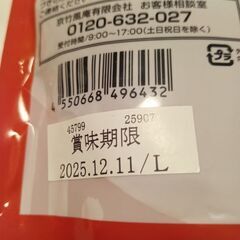 京竹風庵有限会社 お客様相談室
0120-632-027
受付時間/9:00~17:00(土日祝日を除く)
プラ
4 550668 496432
45799 25907
賞味期限
2025.12.11/L